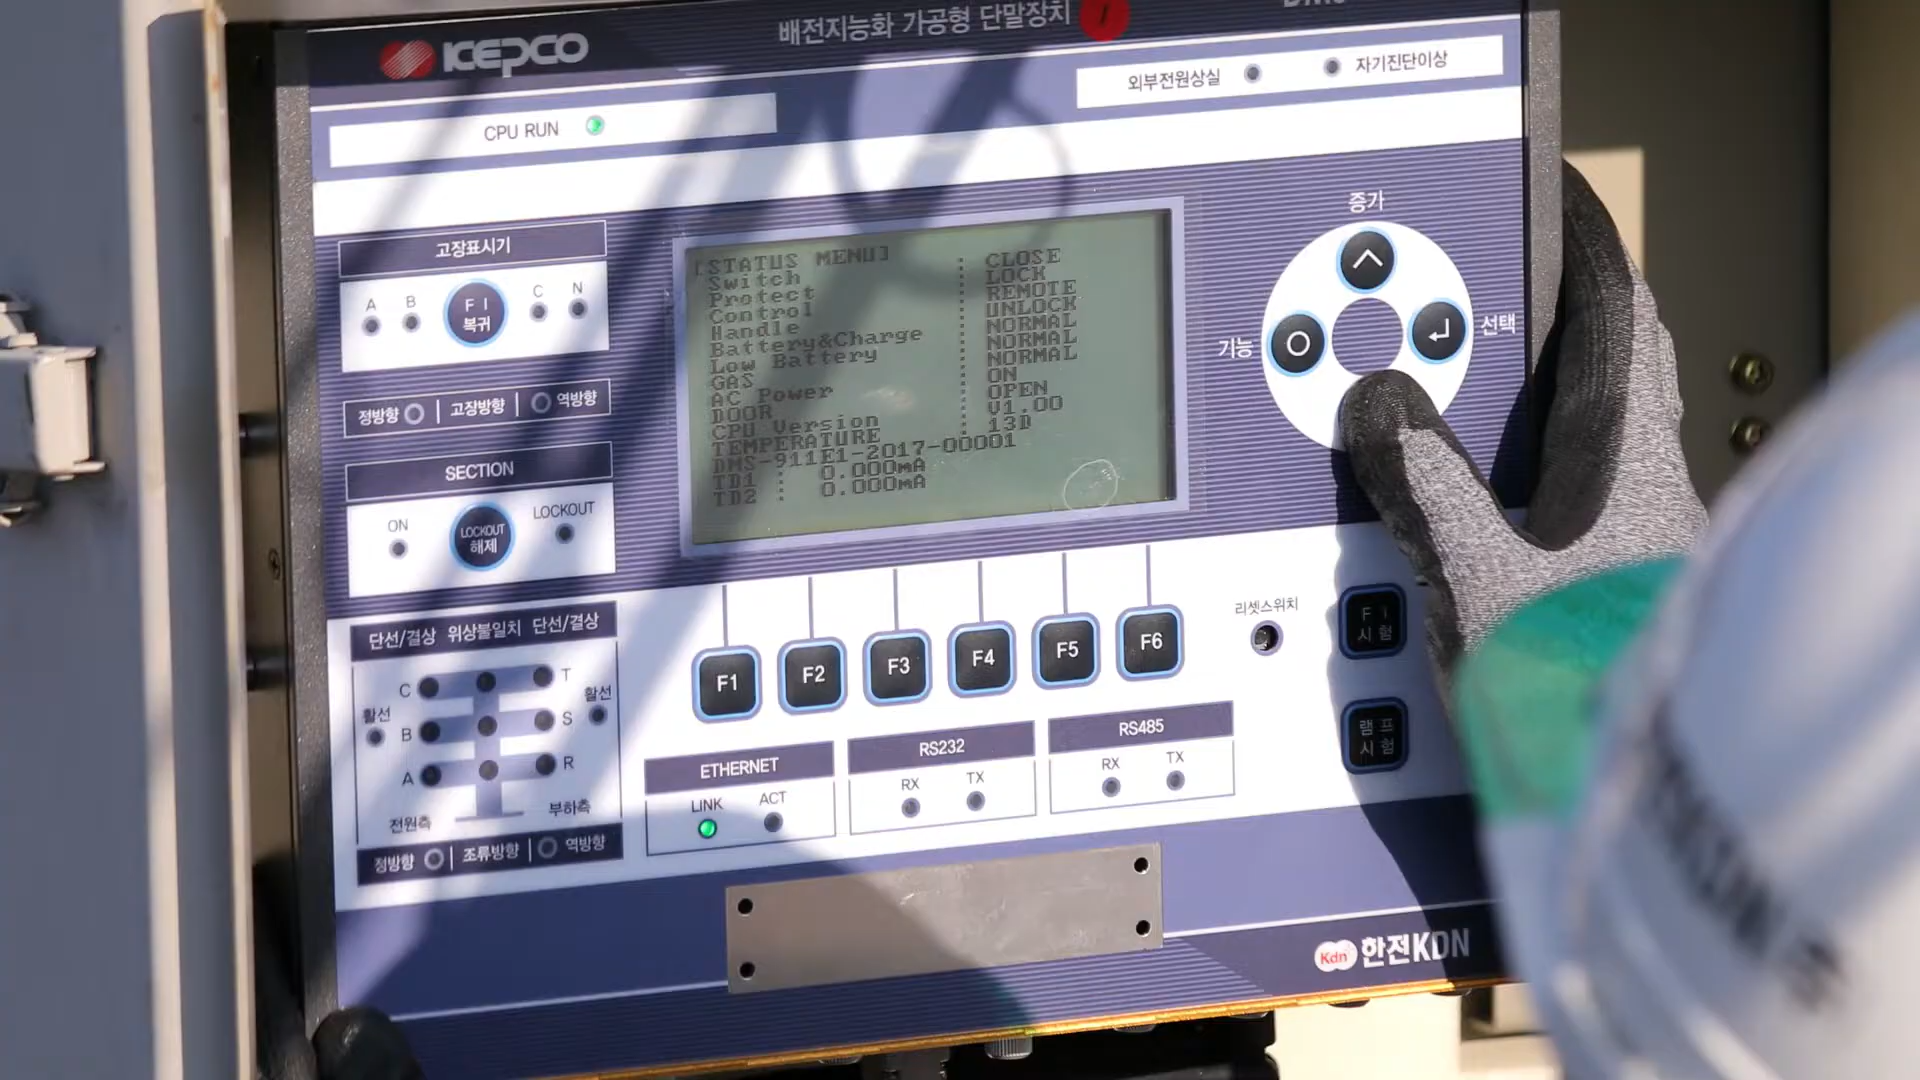 KEPCO
배전지능화 가공형 단말장치
CPU RUN
외부전원상실
자기진단이상
고장표시기
A B
F I
복귀
C N
정방향 | 고장방향 | 역방향
SECTION
ON
LOCKOUT
해제
LOCKOUT
[STATUS MENU]
Switch : CLOSE
Protect : LOCK
Control : REMOTE
Handle : UNLOCK
Battery&Charge : NORMAL
Low Battery : NORMAL
GAS : NORMAL
AC Power : ON
DOOR : OPEN
CPU Version : V1.00
TEMPERATURE : 13D
DMS-911E1-2017-00001
TD1 : 0.000mA
TD2 : 0.000mA
증가
기능
선택
단선/결상 위상불일치 단선/결상
C T
활선 활선
B S
A R
전원측 부하측
정방향 | 조류방향 | 역방향
F1 F2 F3 F4 F5 F6
리셋스위치
F I
시 험
램 프
시 험
ETHERNET
LINK ACT
RS232
RX TX
RS485
RX TX
Kdn 한전KDN